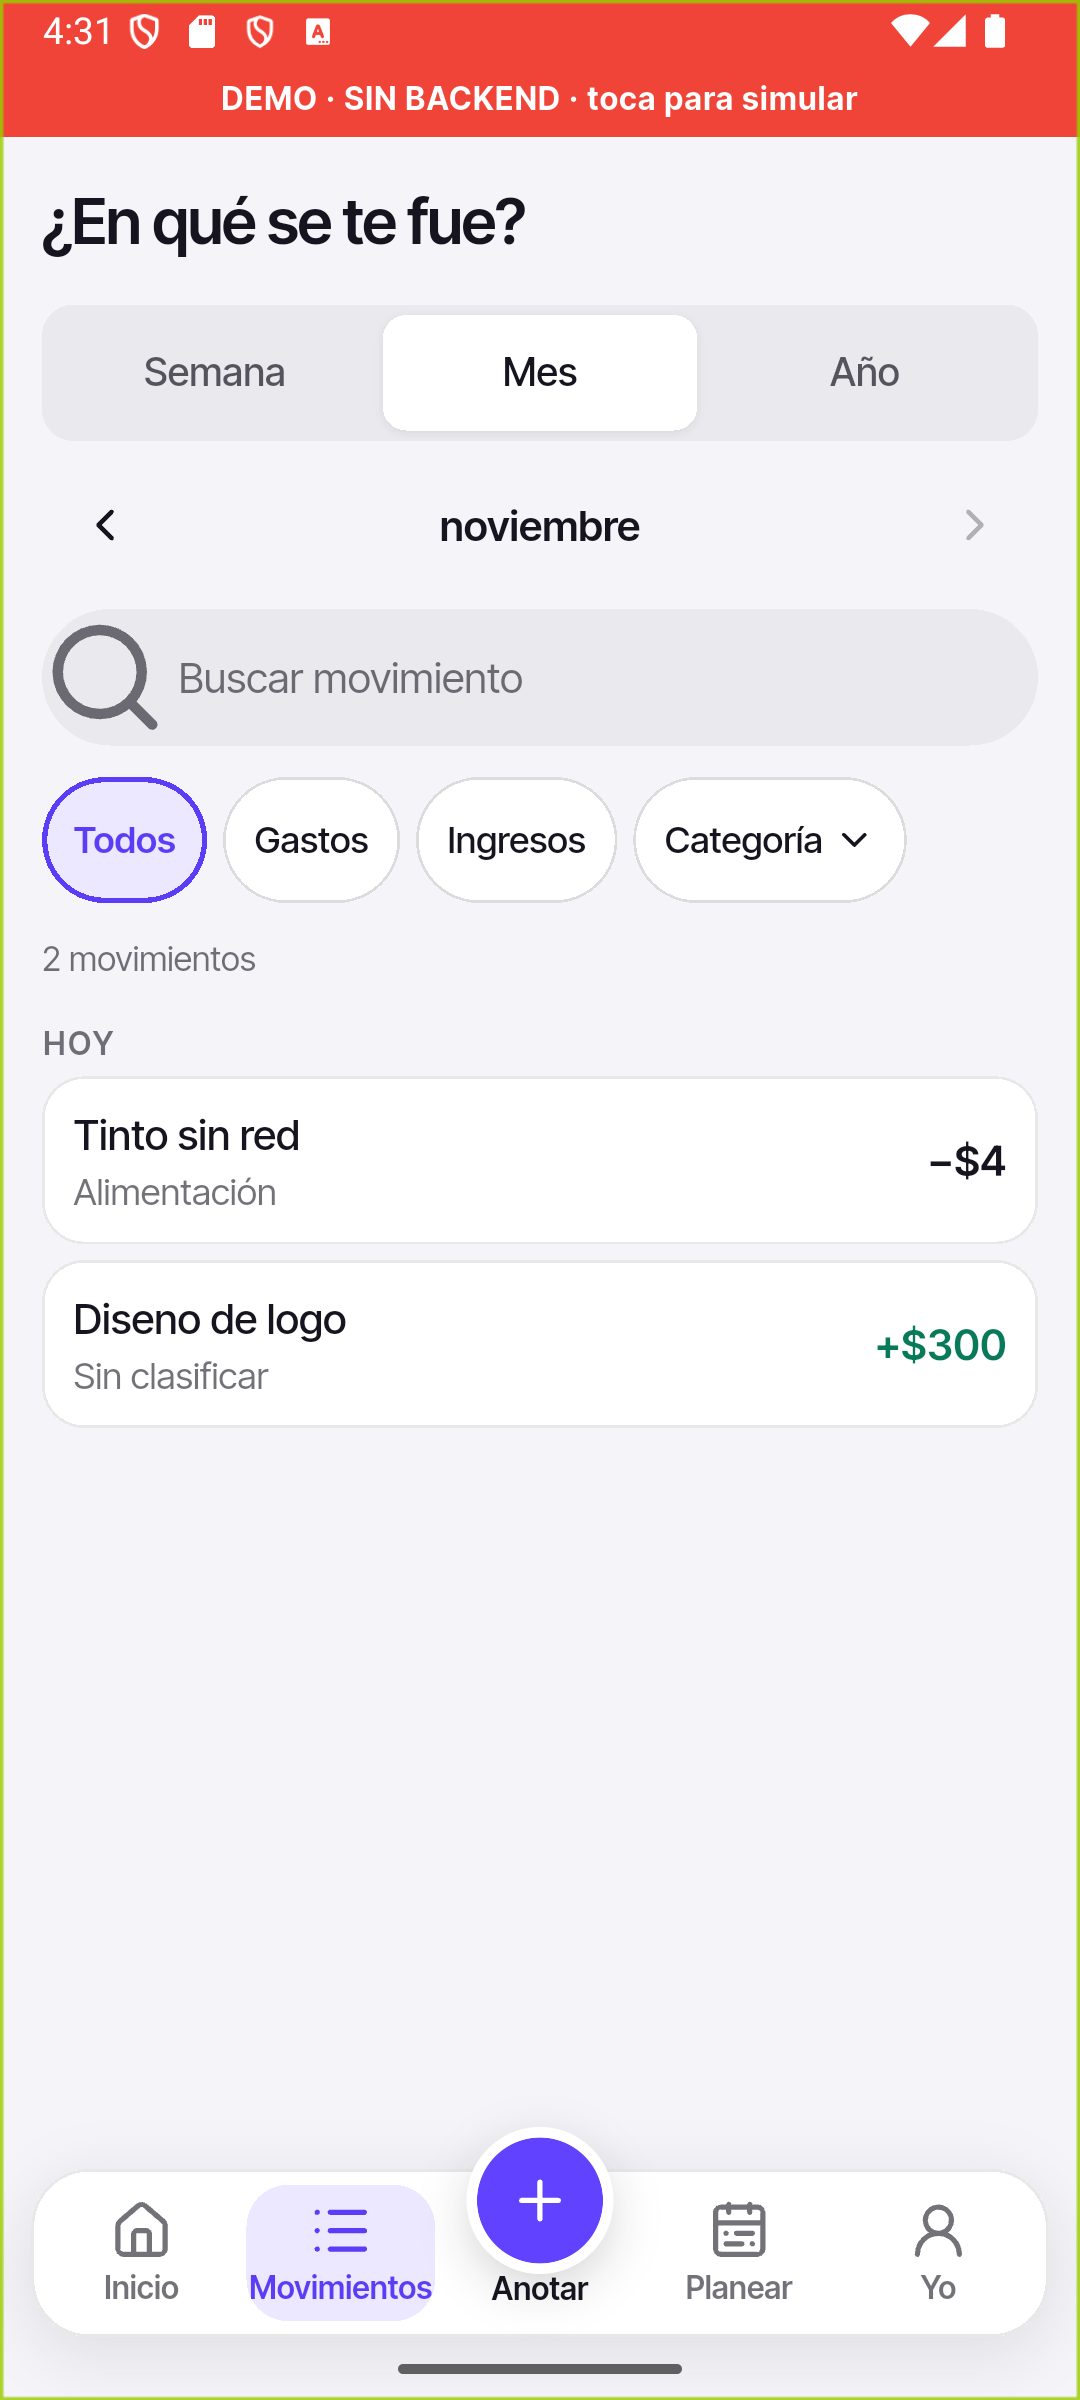 4:31
DEMO · SIN BACKEND · toca para simular
¿En qué se te fue?
Semana
Mes
Año
noviembre
Buscar movimiento
Todos
Gastos
Ingresos
Categoría
2 movimientos
HOY
Tinto sin red
Alimentación
−$4
Diseno de logo
Sin clasificar
+$300
Inicio
Movimientos
Anotar
Planear
Yo